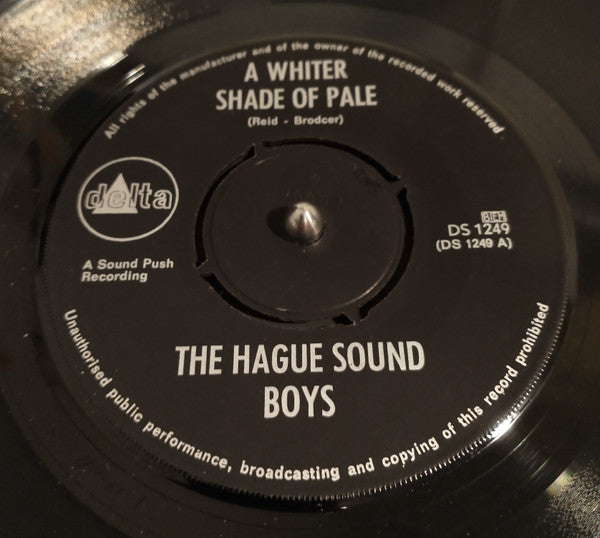 All rights of the manufacturer and of the owner of the recorded work reserved
A WHITER
SHADE OF PALE
(Reid - Brodcer)
delta
A Sound Push
Recording
BIEM
DS 1249
(DS 1249 A)
THE HAGUE SOUND
BOYS
Unauthorised public performance, broadcasting and copying of this record prohibited